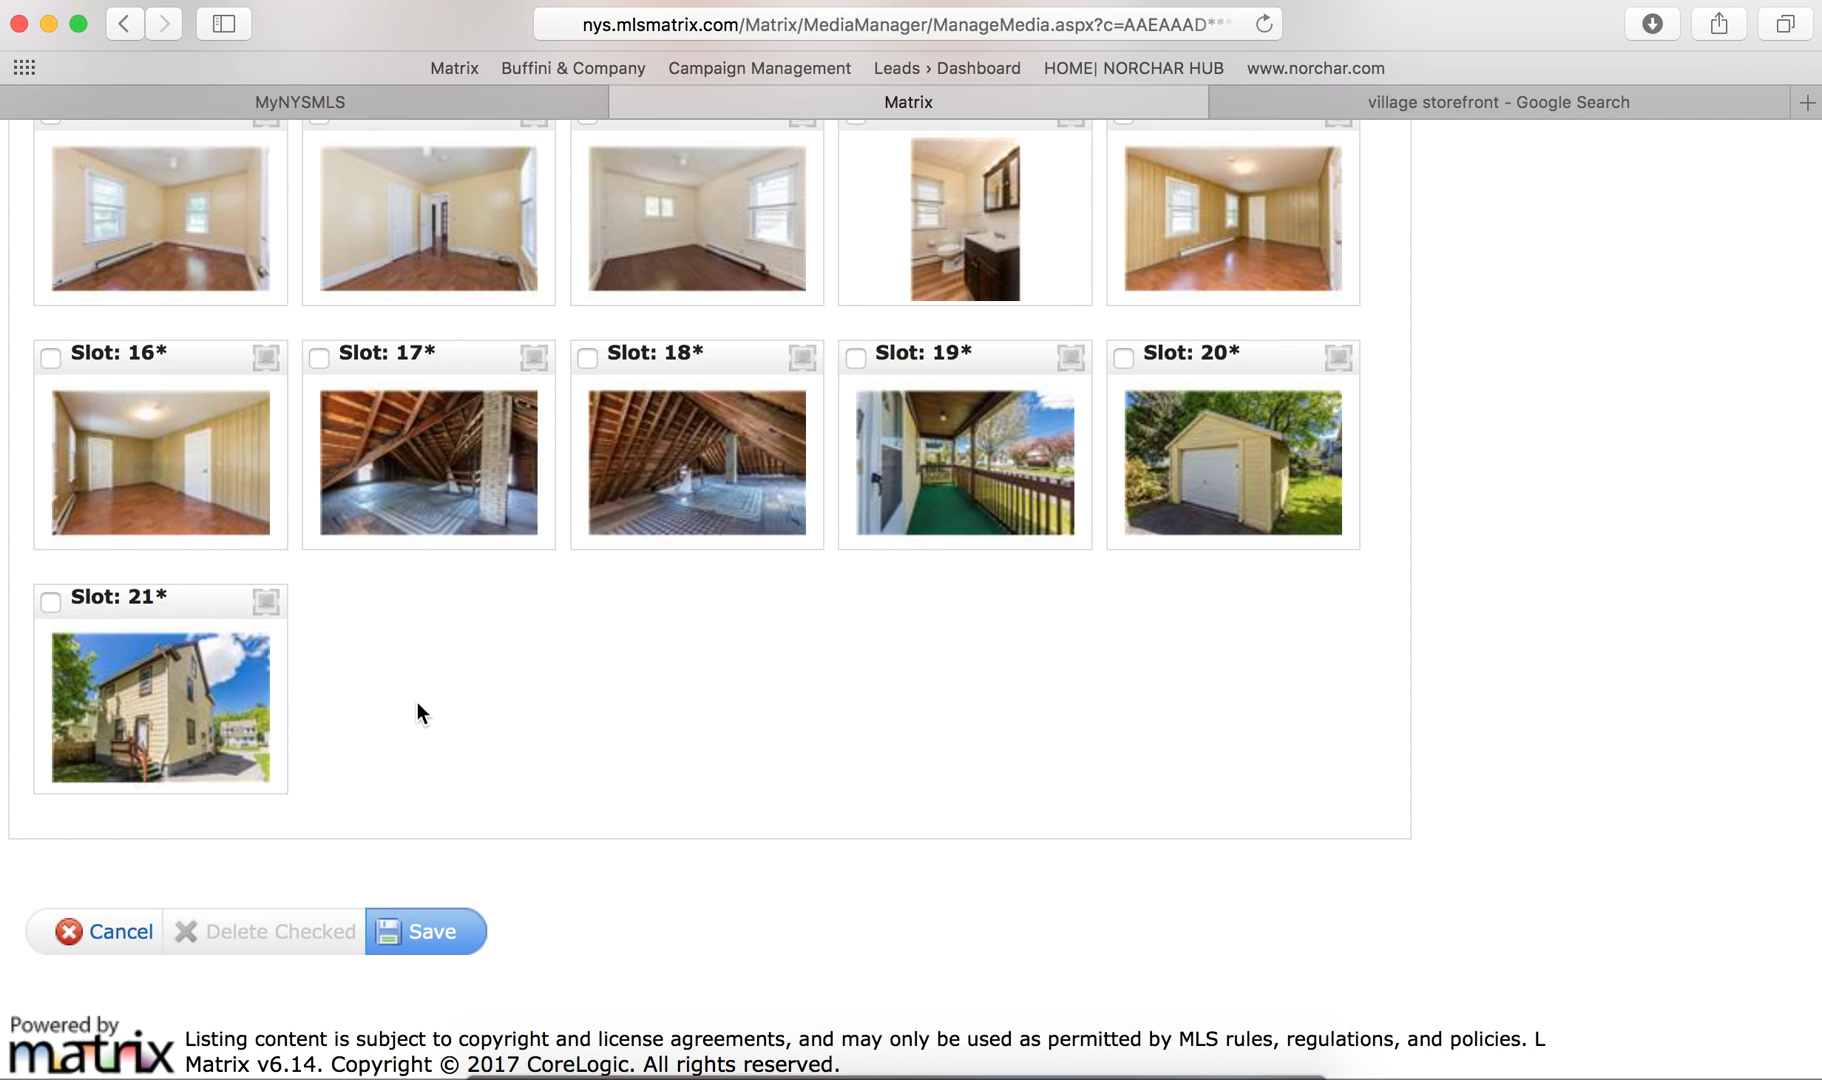 nys.mlsmatrix.com/Matrix/MediaManager/ManageMedia.aspx?c=AAEAAAD***
Matrix Buffini & Company Campaign Management Leads › Dashboard HOME| NORCHAR HUB www.norchar.com
MyNYSMLS Matrix village storefront - Google Search
Slot: 16* Slot: 17* Slot: 18* Slot: 19* Slot: 20*
Slot: 21*
Cancel Delete Checked Save
Powered by
matrix
Listing content is subject to copyright and license agreements, and may only be used as permitted by MLS rules, regulations, and policies. L
Matrix v6.14. Copyright © 2017 CoreLogic. All rights reserved.